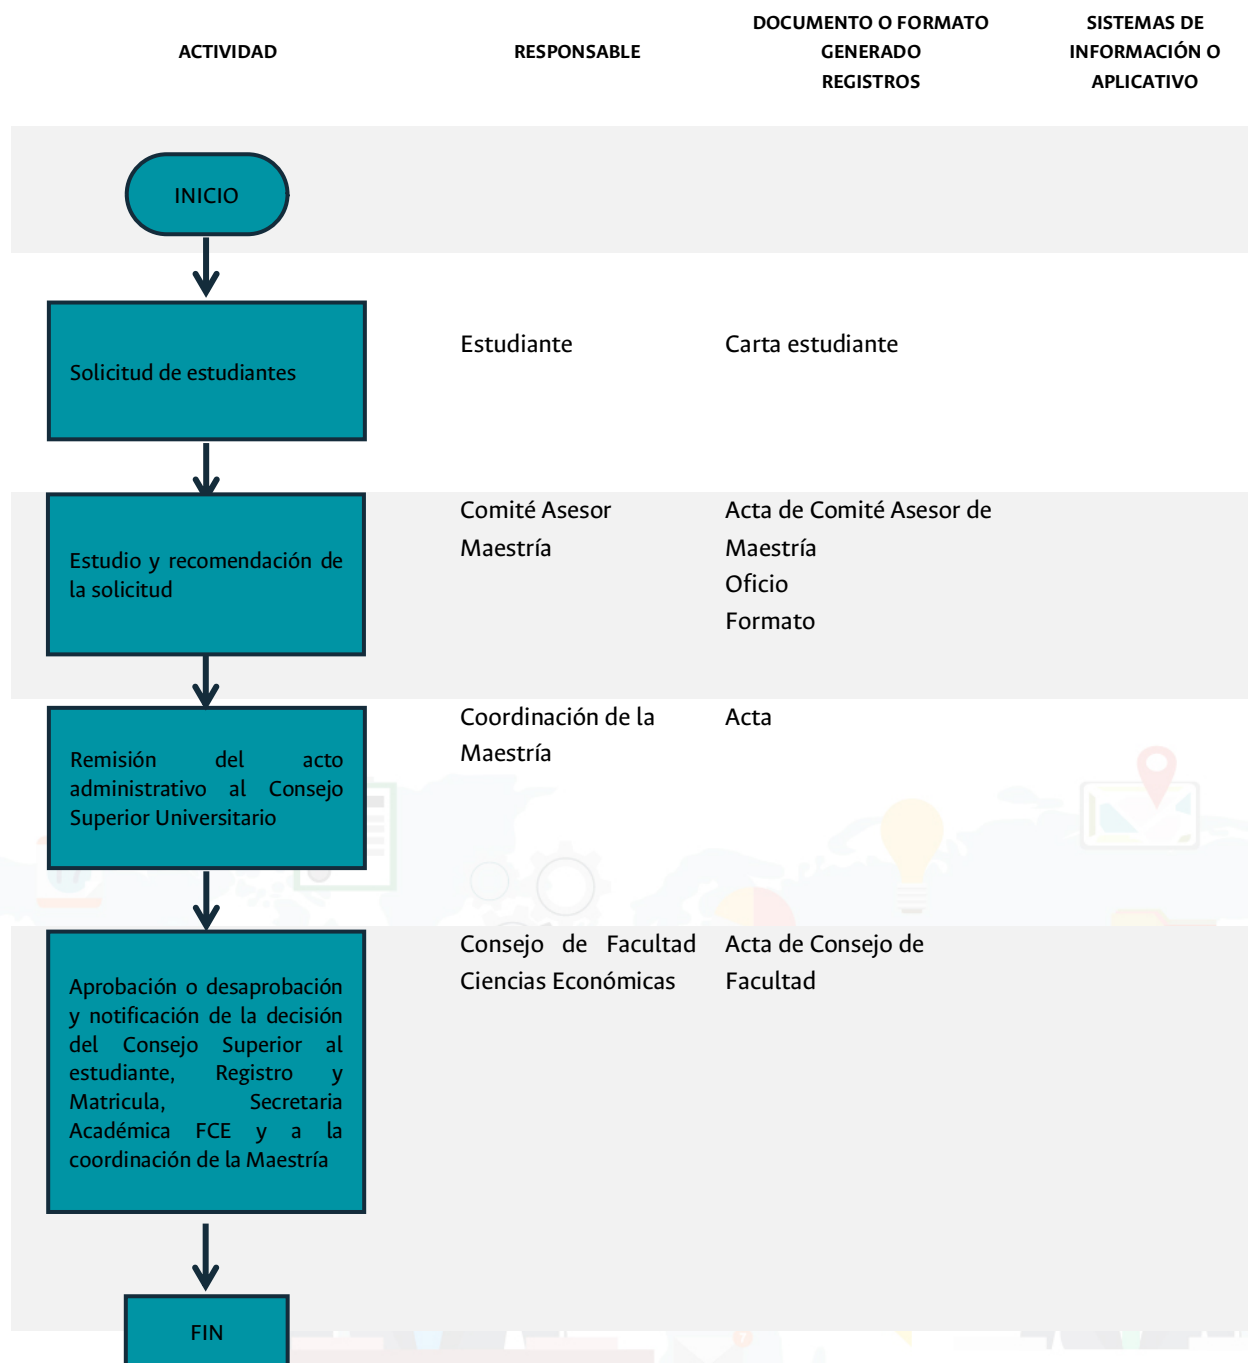 ACTIVIDAD
RESPONSABLE
DOCUMENTO O FORMATO
GENERADO
REGISTROS
SISTEMAS DE
INFORMACIÓN O
APLICATIVO
INICIO
Solicitud de estudiantes
Estudiante
Carta estudiante
Estudio y recomendación de
la solicitud
Comité Asesor
Maestría
Acta de Comité Asesor de
Maestría
Oficio
Formato
Remisión del acto
administrativo al Consejo
Superior Universitario
Coordinación de la
Maestría
Acta
Aprobación o desaprobación
y notificación de la decisión
del Consejo Superior al
estudiante, Registro y
Matricula, Secretaria
Académica FCE y a la
coordinación de la Maestría
Consejo de Facultad
Ciencias Económicas
Acta de Consejo de
Facultad
FIN